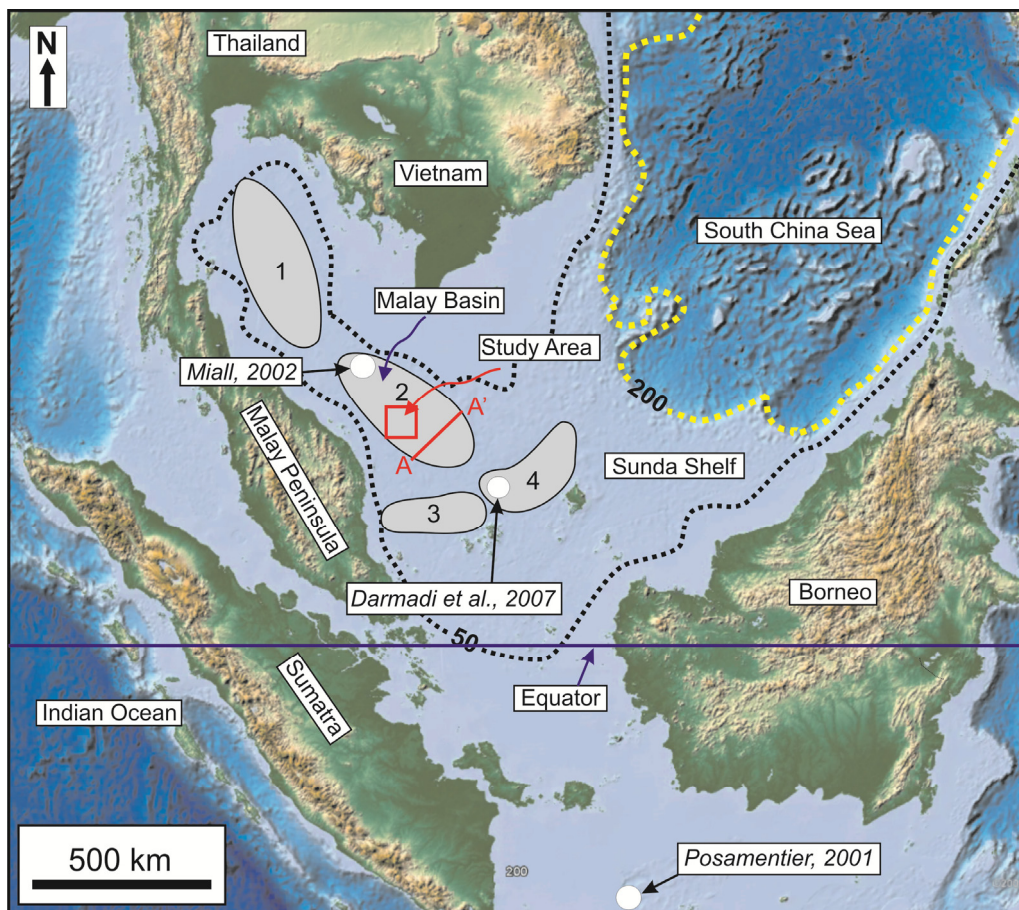 N
Thailand
Vietnam
South China Sea
1
Malay Basin
Study Area
Miall, 2002
2
A'
200
A
Malay Peninsula
4
Sunda Shelf
3
Darmadi et al., 2007
Borneo
50
Equator
Sumatra
Indian Ocean
500 km
200
Posamentier, 2001